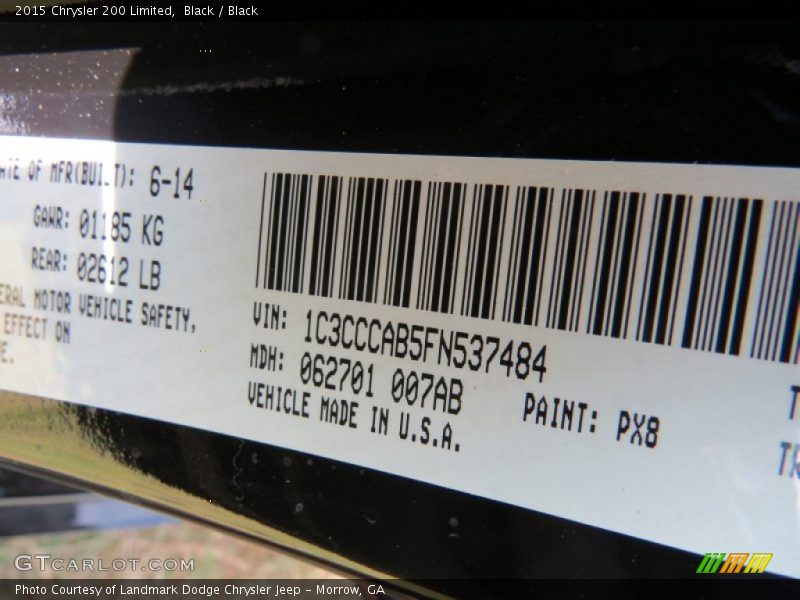 2015 Chrysler 200 Limited, Black / Black
OF MFR(BUILT): 6-14
GAWR: 01185 KG
REAR: 02612 LB
MOTOR VEHICLE SAFETY,
EFFECT ON
VIN: 1C3CCCAB5FN537484
MDH: 062701 007AB
VEHICLE MADE IN U.S.A.
PAINT: PX8
GTCARLOT.COM
Photo Courtesy of Landmark Dodge Chrysler Jeep - Morrow, GA